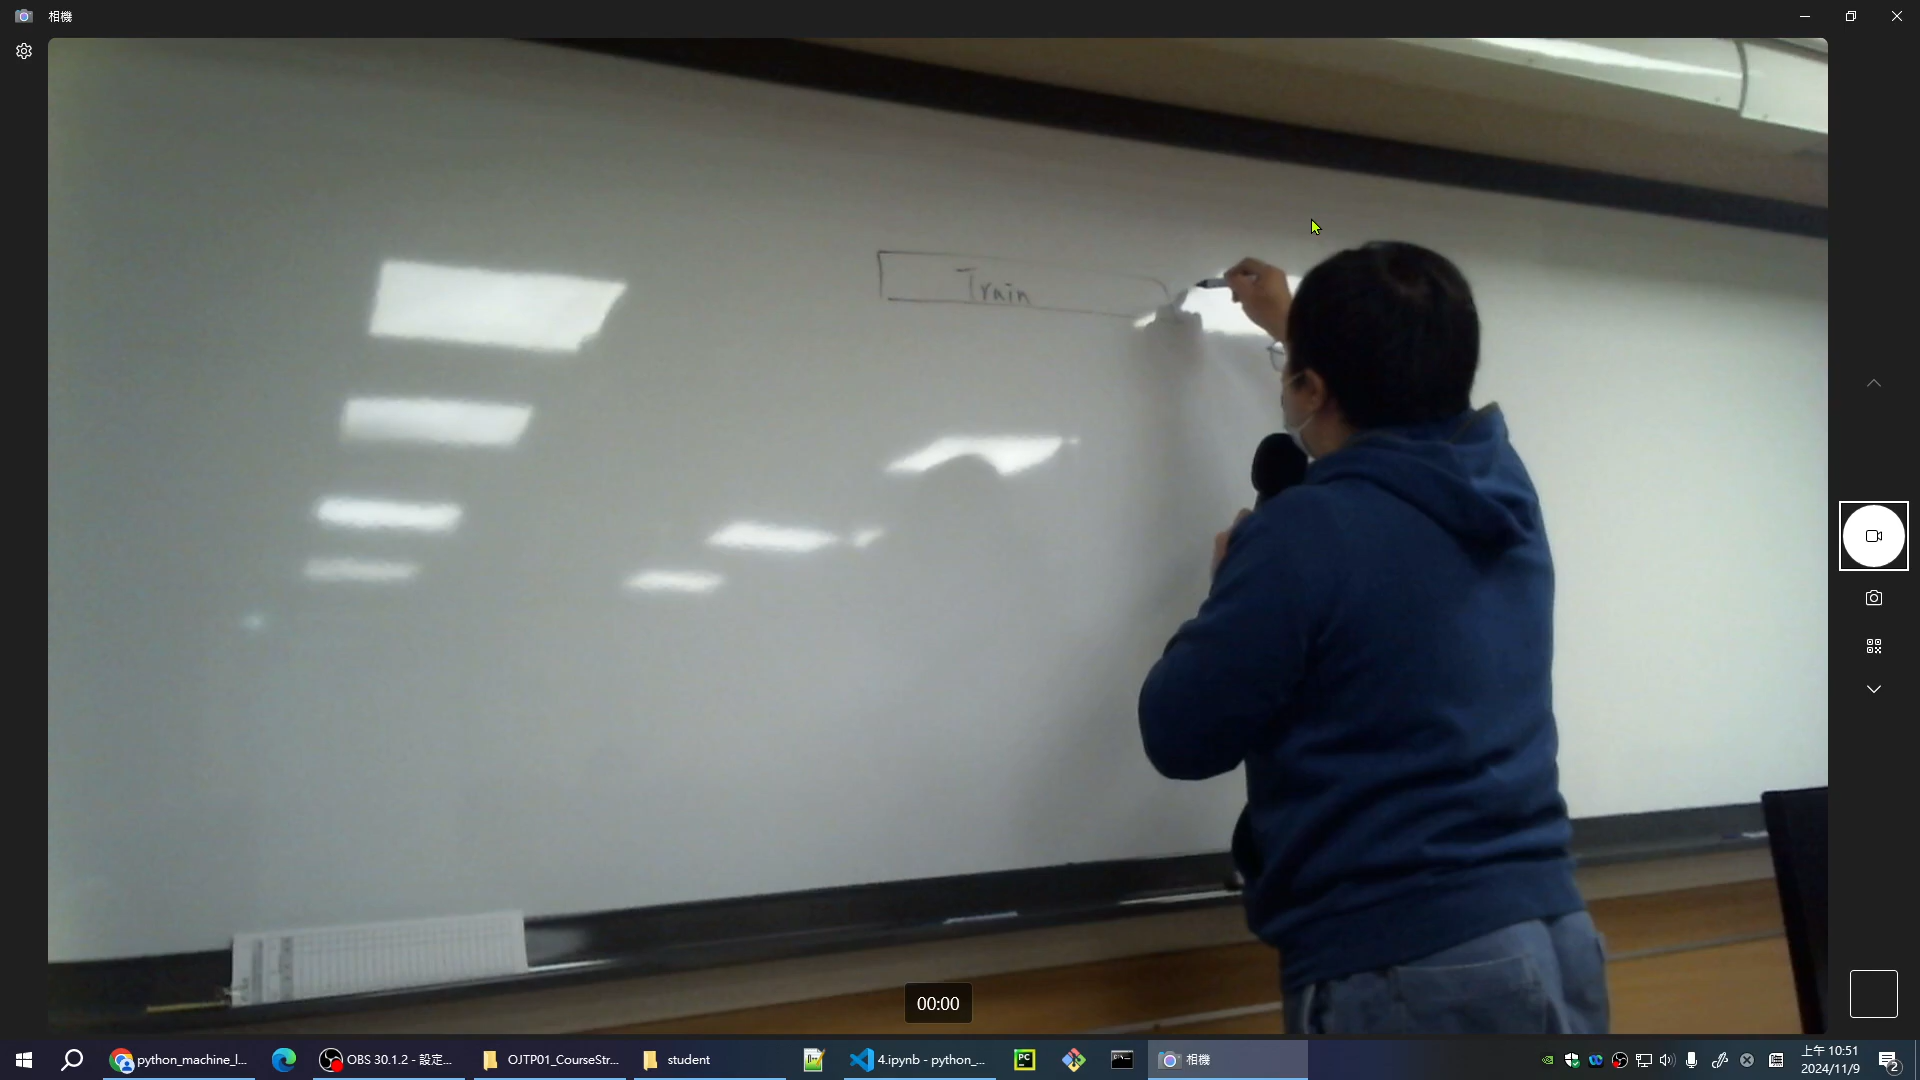 相機
Train
00:00
python_machine_l...
OBS 30.1.2 - 設定...
OJTP01_CourseStr...
student
4.ipynb - python_...
相機
上午 10:51
2024/11/9
2